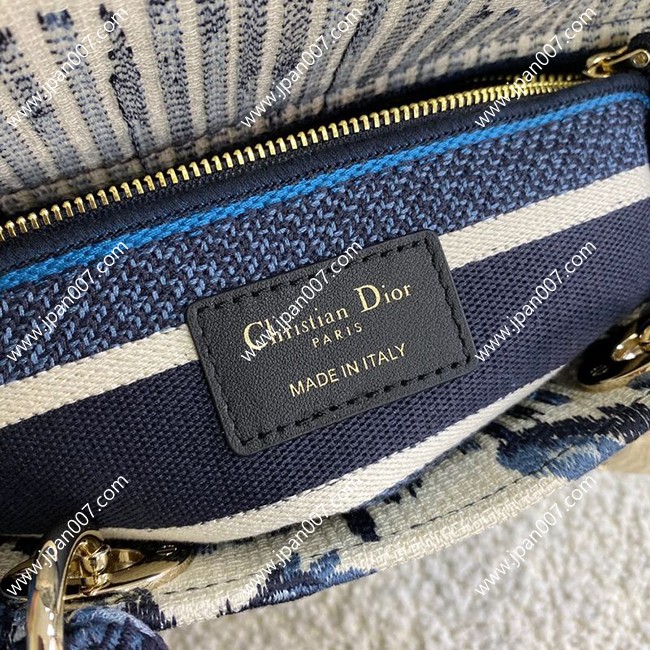 Christian Dior
PARIS
MADE IN ITALY
www.jpan007.com